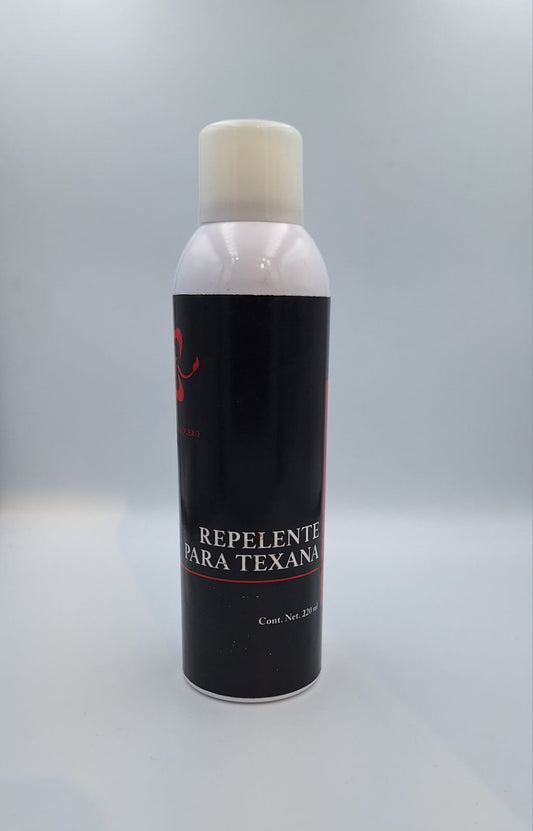 REPELENTE
PARA TEXANA
Cont. Net. 220 ml